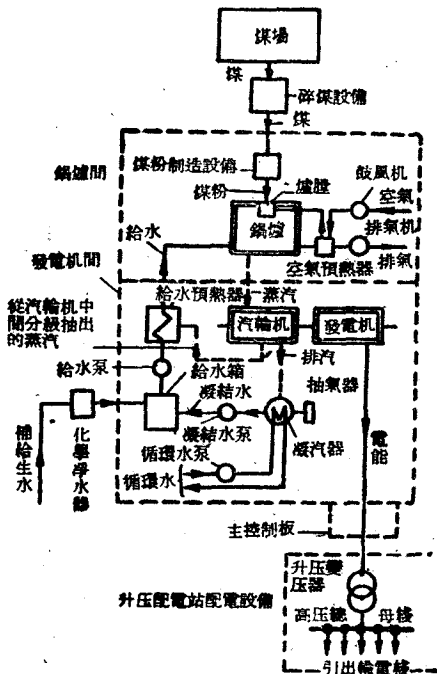 煤場
煤
碎煤設備
煤
鍋爐間
煤粉制造設備
煤粉
爐膛
鼓風机
空氣
給水
鍋爐
排氣机
空氣預熱器
排氣
發電机間
給水預熱器
蒸汽
從汽輪机中
間分級抽出
的蒸汽
汽輪机
發電机
排汽
給水泵
給水箱
抽氣器
凝結水
凝結水泵
凝汽器
補給生水
化學淨水器
循環水泵
循環水
電能
主控制板
升压變
压器
升压配電站配電設備
高压總
母綫
引出輸電綫